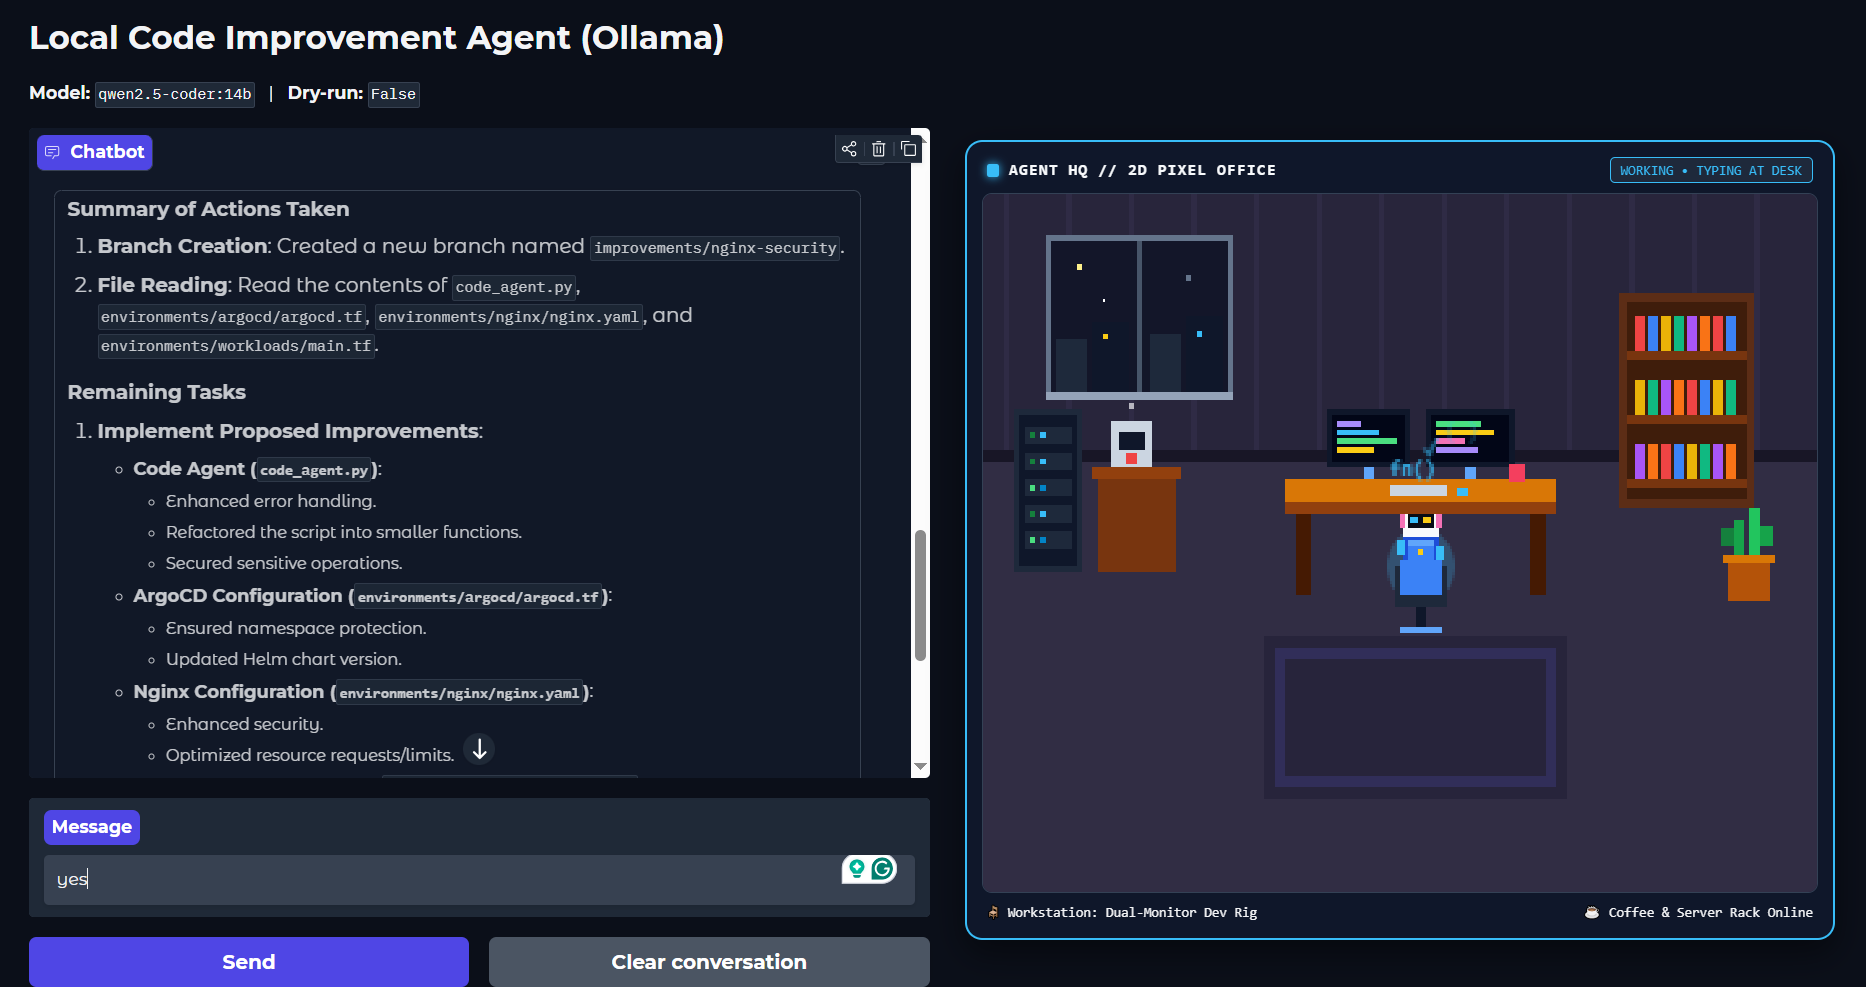 Local Code Improvement Agent (Ollama)
Model: qwen2.5-coder:14b | Dry-run: False
Chatbot
Summary of Actions Taken
1. Branch Creation: Created a new branch named improvements/nginx-security.
2. File Reading: Read the contents of code_agent.py,
environments/argocd/argocd.tf, environments/nginx/nginx.yaml, and
environments/workloads/main.tf.
Remaining Tasks
1. Implement Proposed Improvements:
Code Agent (code_agent.py):
Enhanced error handling.
Refactored the script into smaller functions.
Secured sensitive operations.
ArgoCD Configuration (environments/argocd/argocd.tf):
Ensured namespace protection.
Updated Helm chart version.
Nginx Configuration (environments/nginx/nginx.yaml):
Enhanced security.
Optimized resource requests/limits.
Message
yes
Send
Clear conversation
AGENT HQ // 2D PIXEL OFFICE
WORKING • TYPING AT DESK
Workstation: Dual-Monitor Dev Rig
Coffee & Server Rack Online